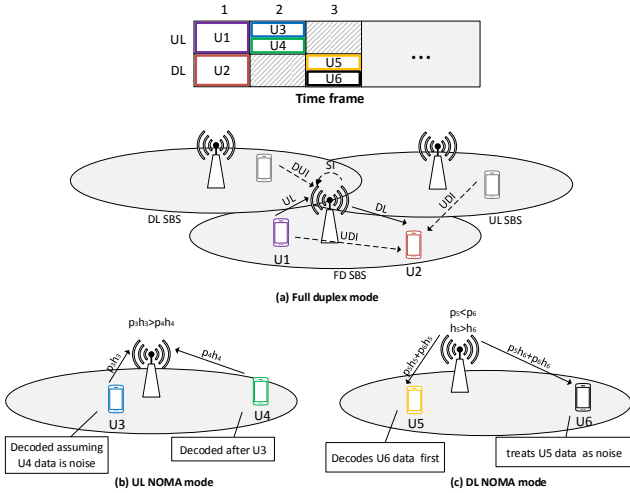 1 2 3
UL U1 U3
U4
DL U2 U5
U6
...
Time frame
DUI
SI
UL
DL
UDI
UDI
DL SBS
UL SBS
U1
U2
FD SBS
(a) Full duplex mode
p3h3>p4h4
p3h3
p4h4
U3
U4
Decoded assuming
U4 data is noise
Decoded after U3
(b) UL NOMA mode
p5<p6
h5>h6
p5h5+p6h5
p5h6+p6h6
U5
U6
Decodes U6 data first
treats U5 data as noise
(c) DL NOMA mode